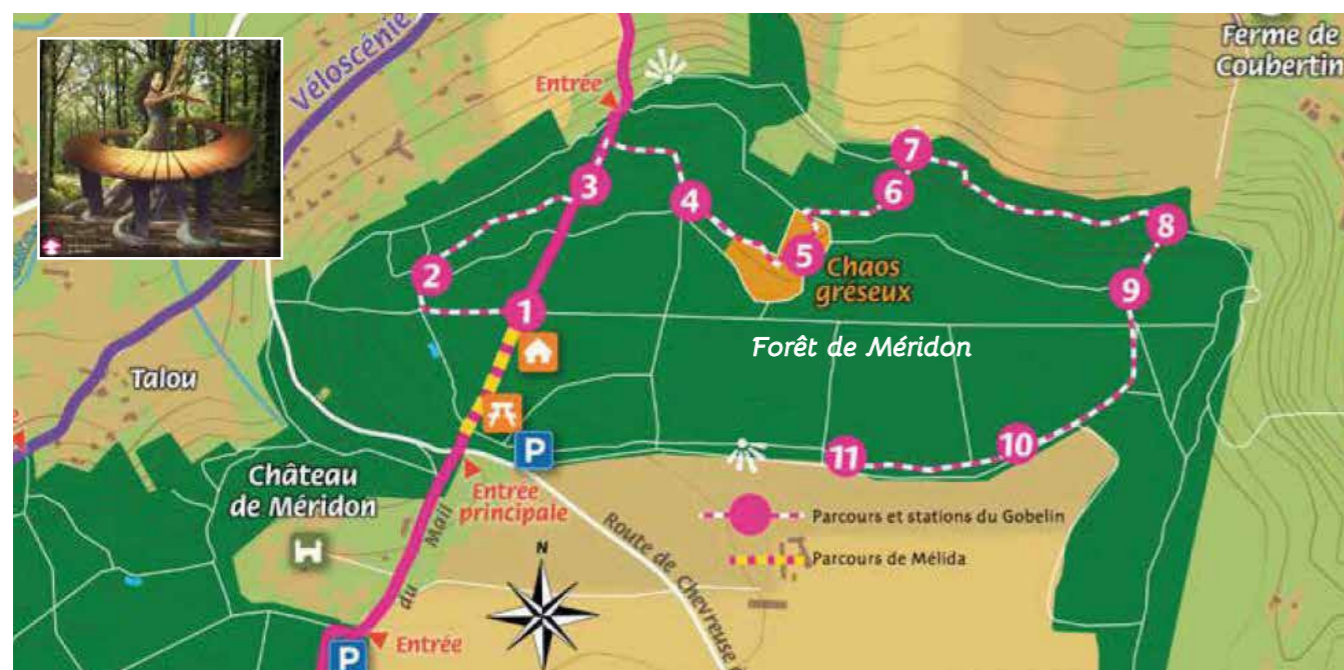 Véloscénie
Entrée
Ferme de
Coubertin
7
6
3
4
8
2
5
Chaos
gréseux
9
1
Forêt de Méridon
Talou
P
10
11
Château
de Méridon
Entrée
principale
Mail
du
Route de Chevreuse
Parcours et stations du Gobelin
Parcours de Mélida
N
Entrée
P